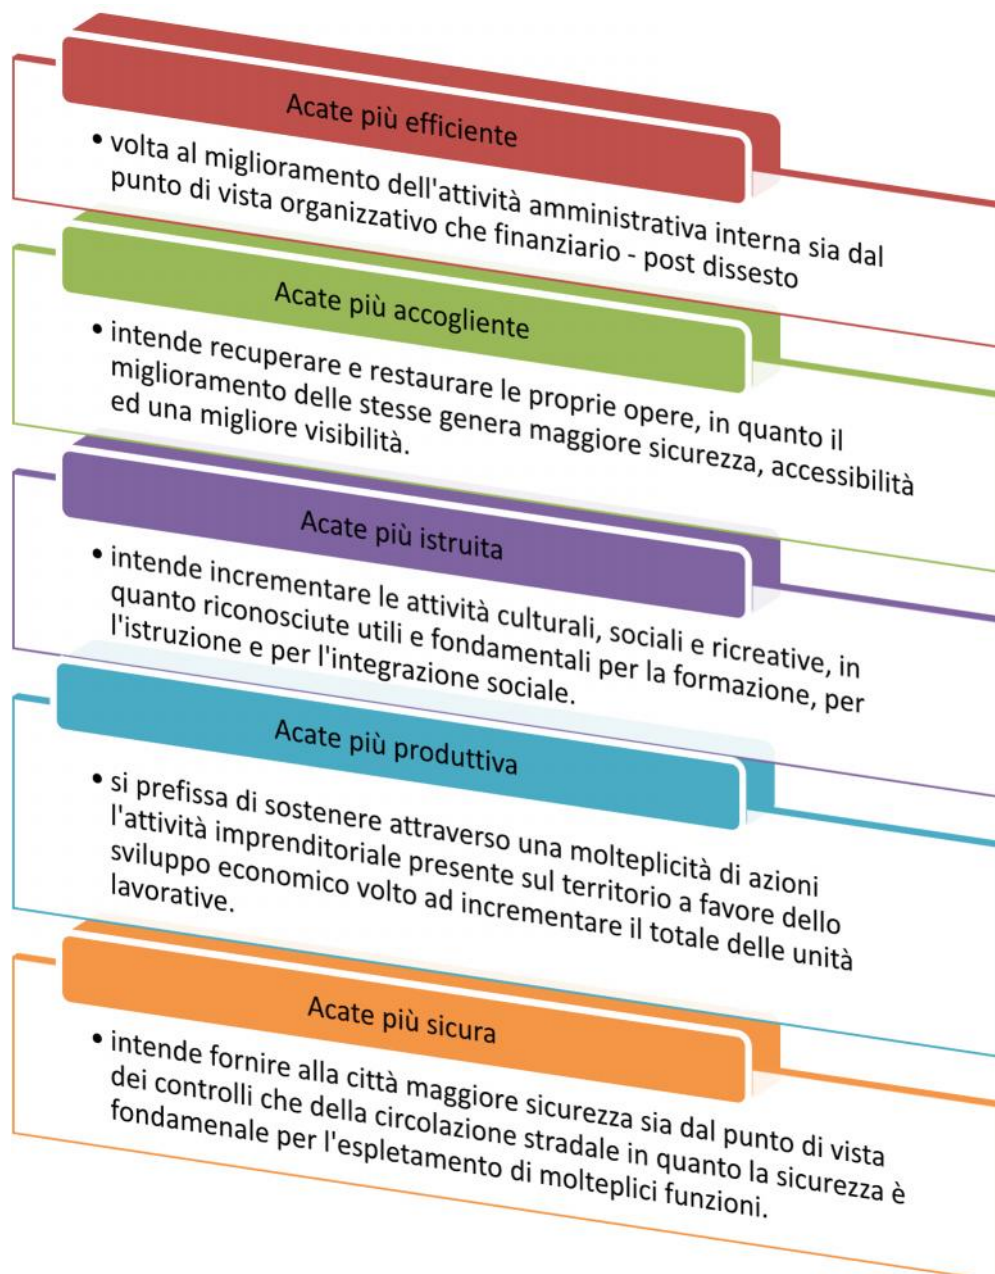 Acate più efficiente
• volta al miglioramento dell'attività amministrativa interna sia dal
punto di vista organizzativo che finanziario - post dissesto
Acate più accogliente
• intende recuperare e restaurare le proprie opere, in quanto il
miglioramento delle stesse genera maggiore sicurezza, accessibilità
ed una migliore visibilità.
Acate più istruita
• intende incrementare le attività culturali, sociali e ricreative, in
quanto riconosciute utili e fondamentali per la formazione, per
l'istruzione e per l'integrazione sociale.
Acate più produttiva
• si prefissa di sostenere attraverso una molteplicità di azioni
l'attività imprenditoriale presente sul territorio a favore dello
sviluppo economico volto ad incrementare il totale delle unità
lavorative.
Acate più sicura
• intende fornire alla città maggiore sicurezza sia dal punto di vista
dei controlli che della circolazione stradale in quanto la sicurezza è
fondamenale per l'espletamento di molteplici funzioni.